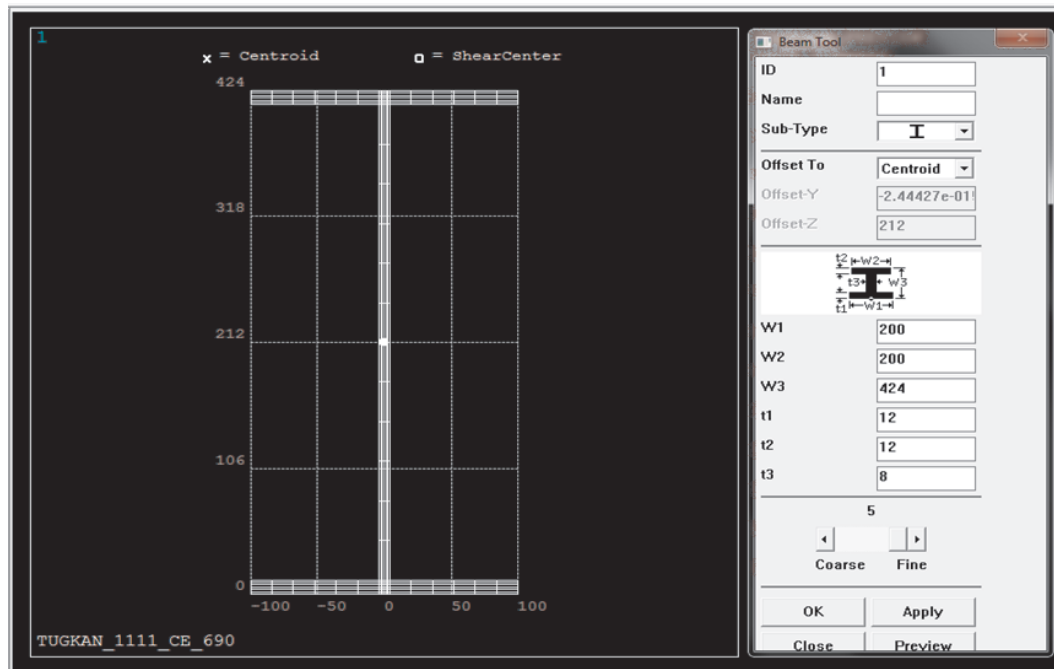 1
x = Centroid
o = ShearCenter
424
318
212
106
0
-100 -50 0 50 100
TUGKAN_1111_CE_690
Beam Tool
ID 1
Name
Sub-Type
Offset To Centroid
Offset-Y -2.44427e-01
Offset-Z 212
t2 W2
t3 W3
t1 W1
W1 200
W2 200
W3 424
t1 12
t2 12
t3 8
5
Coarse Fine
OK Apply
Close Preview